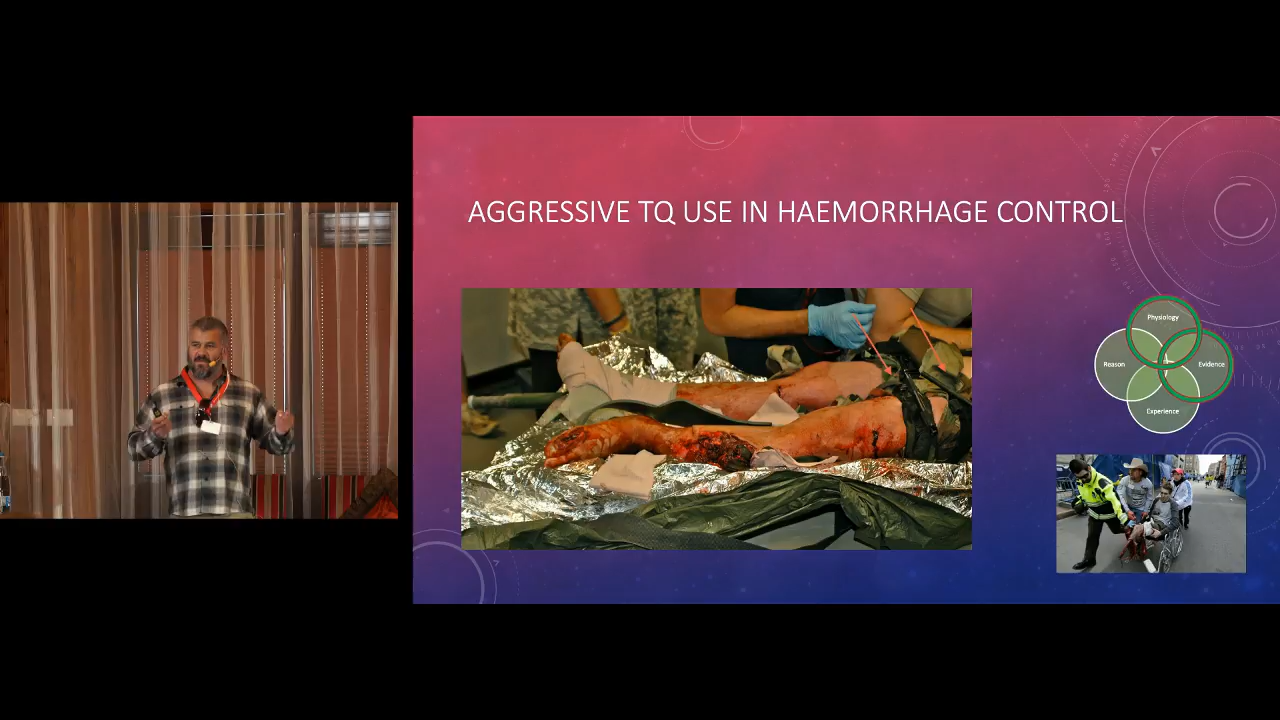 AGGRESSIVE TQ USE IN HAEMORRHAGE CONTROL
Physiology
Reason
Evidence
Experience